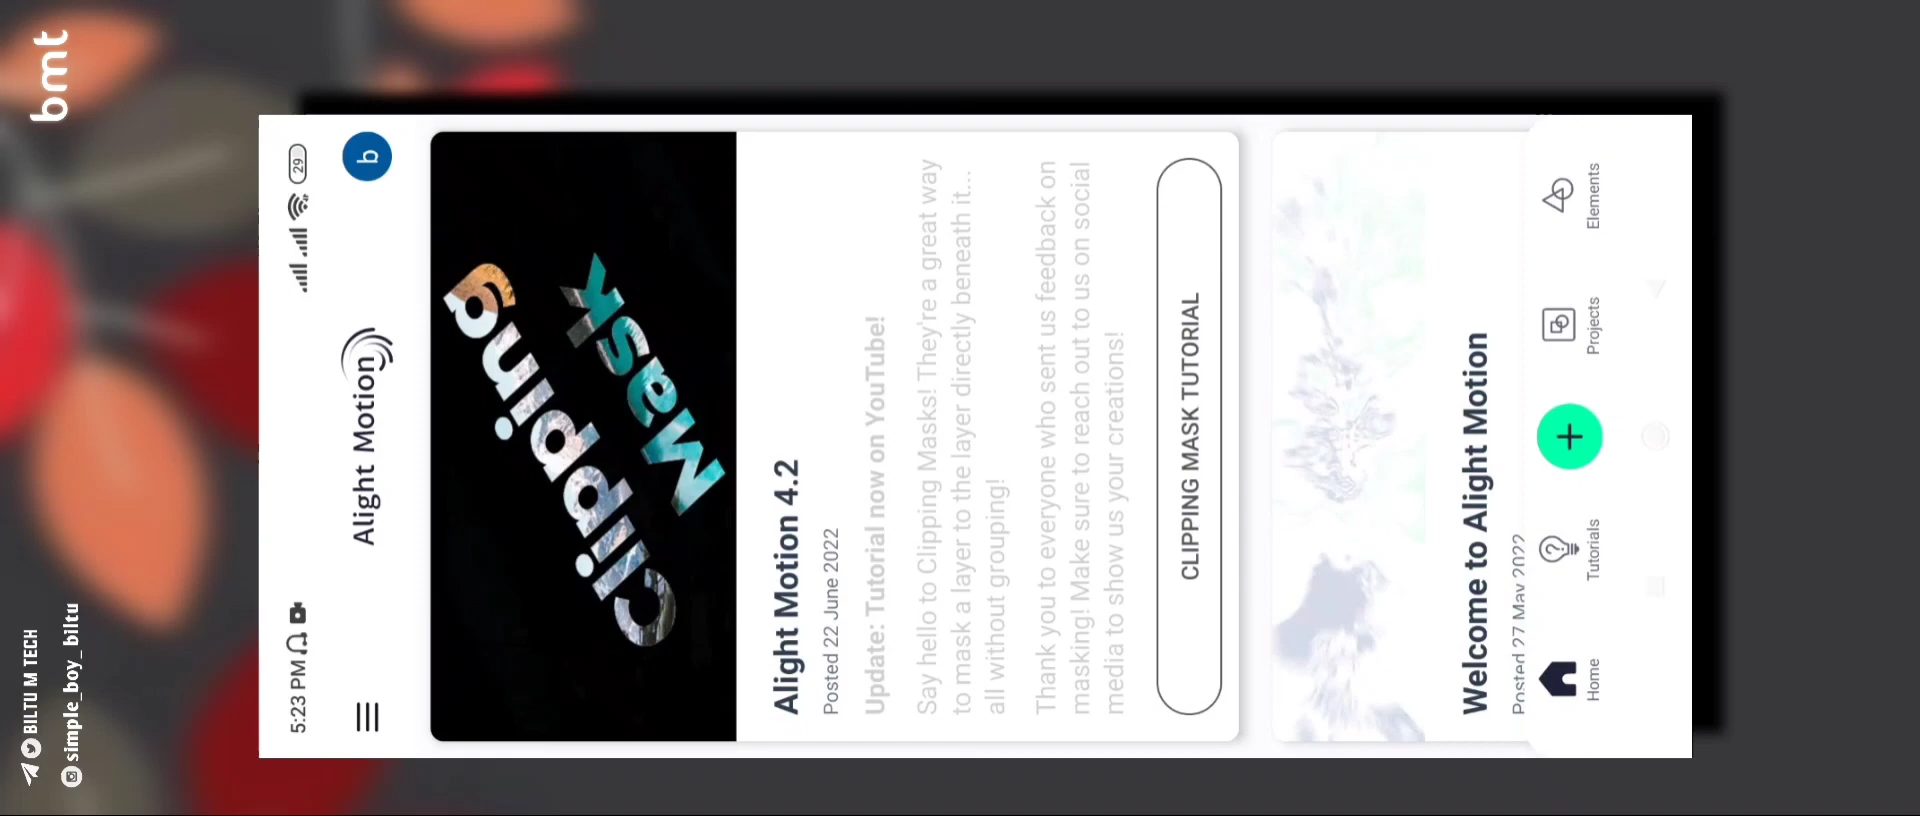 bmt
BILTU M TECH
simple_boy_biltu
5:23 PM
29
Alight Motion
b
Clipping
Mask
Alight Motion 4.2
Posted 22 June 2022
Update: Tutorial now on YouTube!
Say hello to Clipping Masks! They're a great way
to mask a layer to the layer directly beneath it...
all without grouping!
Thank you to everyone who sent us feedback on
masking! Make sure to reach out to us on social
media to show us your creations!
CLIPPING MASK TUTORIAL
Welcome to Alight Motion
Posted 27 May 2022
Home
Tutorials
+
Projects
Elements